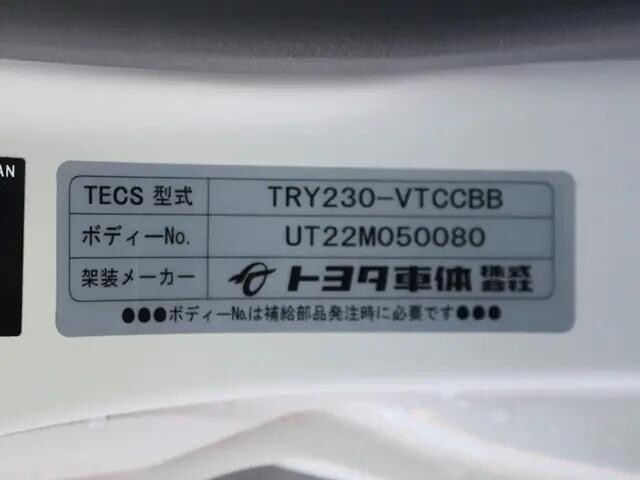 AN
TECS 型式 TRY230-VTCCBB
ボディーNo. UT22M050080
架装メーカー トヨタ車体 株式会社
●●●ボディーNo.は補給部品発注時に必要です●●●